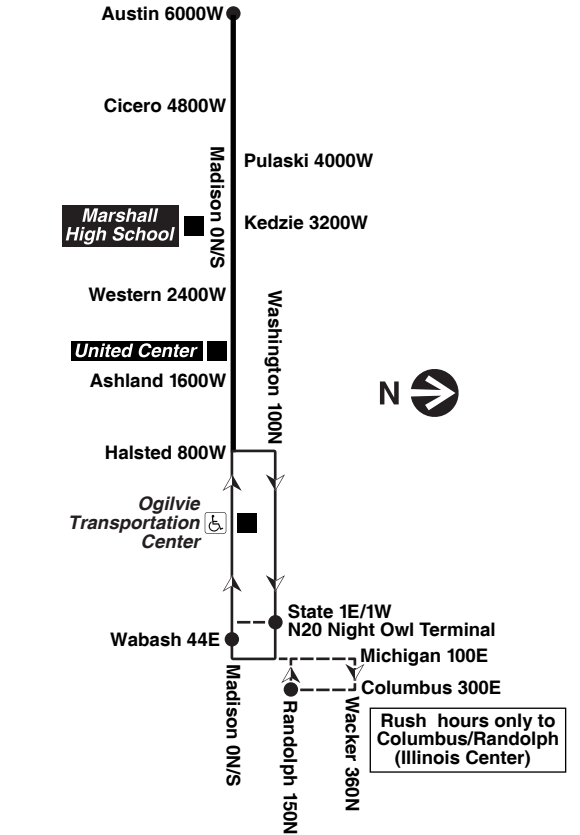 Austin 6000W
Cicero 4800W
Madison 0N/S
Pulaski 4000W
Marshall
High School
Kedzie 3200W
Western 2400W
Washington 100N
United Center
Ashland 1600W
N
Halsted 800W
Ogilvie
Transportation
Center
State 1E/1W
N20 Night Owl Terminal
Wabash 44E
Michigan 100E
Madison 0N/S
Columbus 300E
Randolph 150N
Wacker 360N
Rush hours only to
Columbus/Randolph
(Illinois Center)